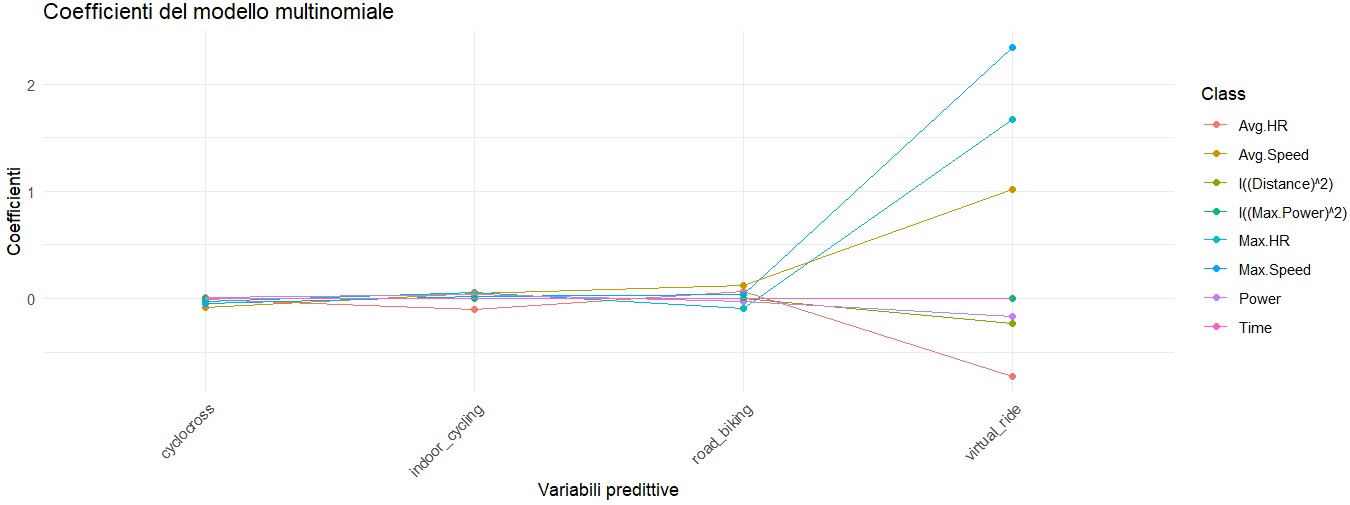 Coefficienti del modello multinomiale
2
1
0
Coefficienti
cyclocross
indoor_cycling
road_biking
virtual_ride
Variabili predittive
Class
Avg.HR
Avg.Speed
I((Distance)^2)
I((Max.Power)^2)
Max.HR
Max.Speed
Power
Time